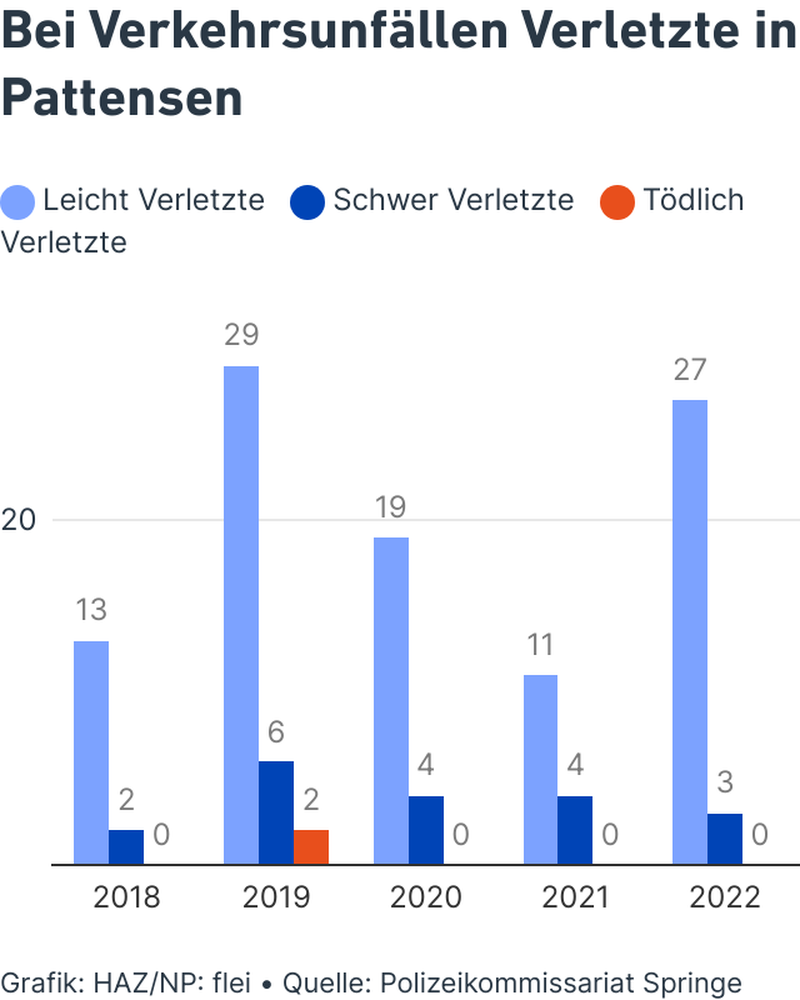 Bei Verkehrsunfällen Verletzte in
Pattensen
Leicht Verletzte Schwer Verletzte Tödlich
Verletzte
29
27
20
19
13
11
6
4
4
3
2
2
0
0
0
0
2018 2019 2020 2021 2022
Grafik: HAZ/NP: flei • Quelle: Polizeikommissariat Springe